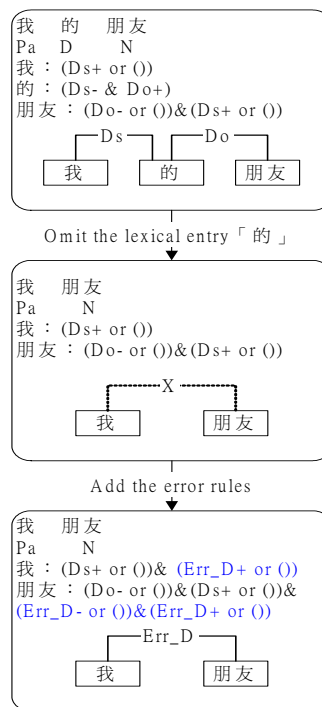 我 的 朋友
Pa D N
我：(Ds+ or ())
的：(Ds- & Do+)
朋友：(Do- or ())&(Ds+ or ())
Ds Do
我 的 朋友
Omit the lexical entry「的」
我 朋友
Pa N
我：(Ds+ or ())
朋友：(Do- or ())&(Ds+ or ())
X
我 朋友
Add the error rules
我 朋友
Pa N
我：(Ds+ or ())& (Err_D+ or ())
朋友：(Do- or ())&(Ds+ or ())&
(Err_D- or ())&(Err_D+ or ())
Err_D
我 朋友